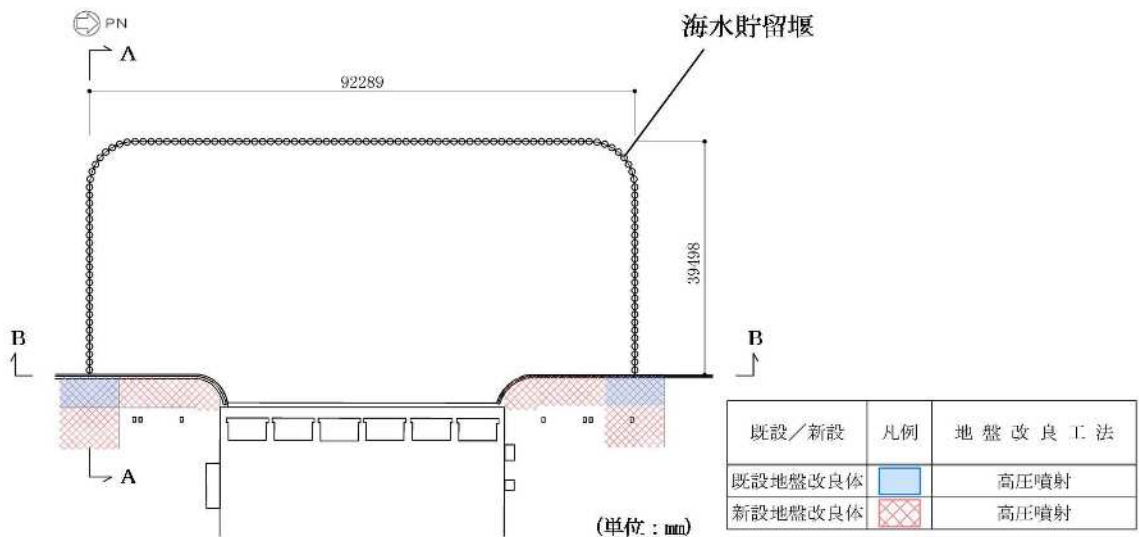 PN
A
海水貯留堰
92289
39498
B
B
A
既設／新設 凡例 地盤改良工法
既設地盤改良体 高圧噴射
新設地盤改良体 高圧噴射
(単位：mm)